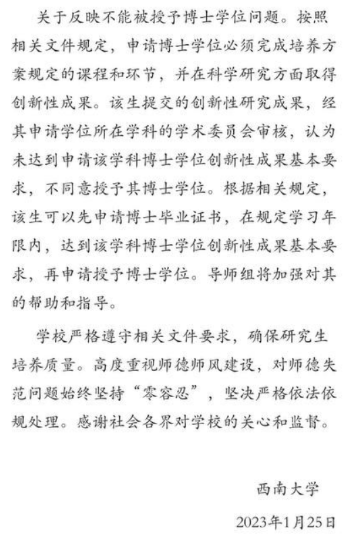 关于反映不能被授予博士学位问题。按照
相关文件规定，申请博士学位必须完成培养方
案规定的课程和环节，并在科学研究方面取得
创新性成果。该生提交的创新性研究成果，经
其申请学位所在学科的学术委员会审核，认为
未达到申请该学科博士学位创新性成果基本要
求，不同意授予其博士学位。根据相关规定，
该生可以先申请博士毕业证书，在规定学习年
限内，达到该学科博士学位创新性成果基本要
求，再申请授予博士学位。导师组将加强对其
的帮助和指导。
学校严格遵守相关文件要求，确保研究生
培养质量。高度重视师德师风建设，对师德失
范问题始终坚持“零容忍”，坚决严格依法依
规处理。感谢社会各界对学校的关心和监督。
西南大学
2023年1月25日